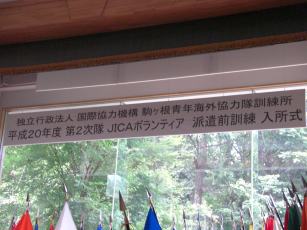 独立行政法人 国際協力機構 駒ヶ根青年海外協力隊訓練所
平成20年度 第2次隊 JICAボランティア 派遣前訓練 入所式